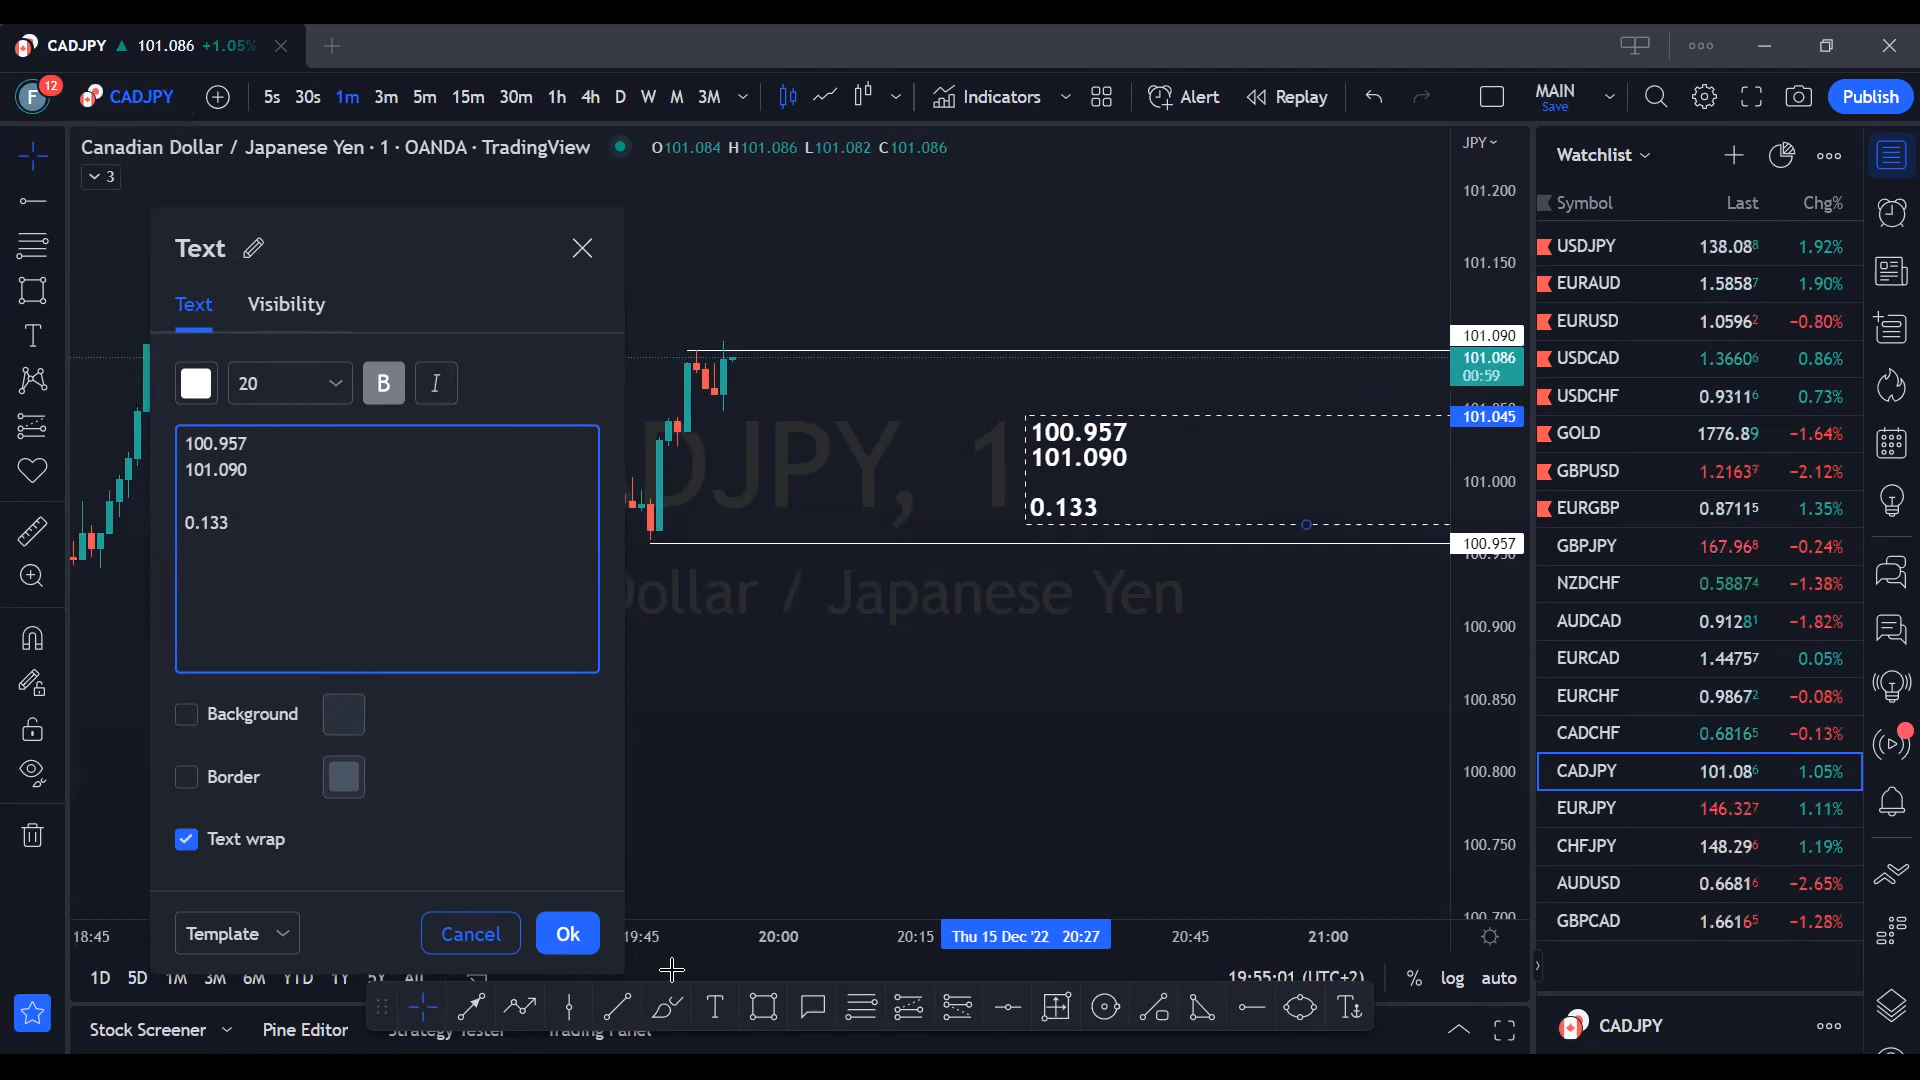 CADJPY ▲ 101.086 +1.05%
F 12 CADJPY 5s 30s 1m 3m 5m 15m 30m 1h 4h D W M 3M Indicators Alert Replay MAIN Save Publish
Canadian Dollar / Japanese Yen · 1 · OANDA · TradingView O101.084 H101.086 L101.082 C101.086
3
Text
Text Visibility
20 B I
100.957
101.090
0.133
Background
Border
Text wrap
Template Cancel Ok
CADJPY, 1
Dollar / Japanese Yen
100.957
101.090
0.133
JPY
101.200
101.150
101.090
101.086
00:59
101.045
101.000
100.957
100.900
100.850
100.800
100.750
100.700
18:45 19:45 20:00 20:15 Thu 15 Dec '22 20:27 20:45 21:00
1D 5D 1M 3M 6M YTD 1Y 5Y All 19:55:01 (UTC+2) % log auto
Stock Screener Pine Editor Strategy Tester Trading Panel
Watchlist
Symbol Last Chg%
USDJPY 138.088 1.92%
EURAUD 1.58587 1.90%
EURUSD 1.05962 −0.80%
USDCAD 1.36606 0.86%
USDCHF 0.93116 0.73%
GOLD 1776.89 −1.64%
GBPUSD 1.21637 −2.12%
EURGBP 0.87115 1.35%
GBPJPY 167.968 −0.24%
NZDCHF 0.58874 −1.38%
AUDCAD 0.91281 −1.82%
EURCAD 1.44757 0.05%
EURCHF 0.98672 −0.08%
CADCHF 0.68165 −0.13%
CADJPY 101.086 1.05%
EURJPY 146.327 1.11%
CHFJPY 148.296 1.19%
AUDUSD 0.66816 −2.65%
GBPCAD 1.66165 −1.28%
CADJPY